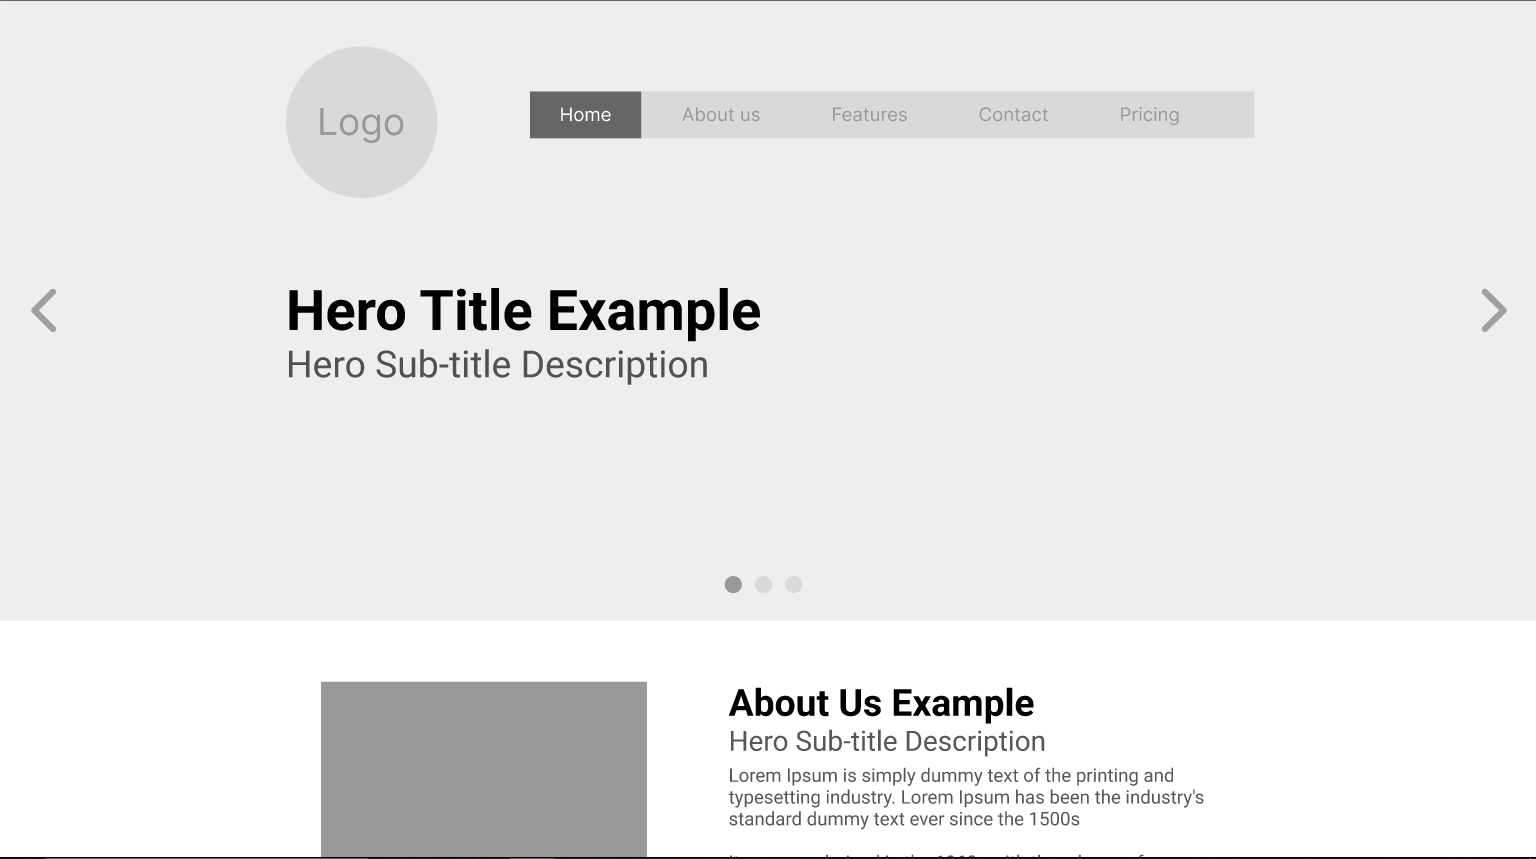 Logo
Home About us Features Contact Pricing
Hero Title Example
Hero Sub-title Description
About Us Example
Hero Sub-title Description
Lorem Ipsum is simply dummy text of the printing and
typesetting industry. Lorem Ipsum has been the industry's
standard dummy text ever since the 1500s